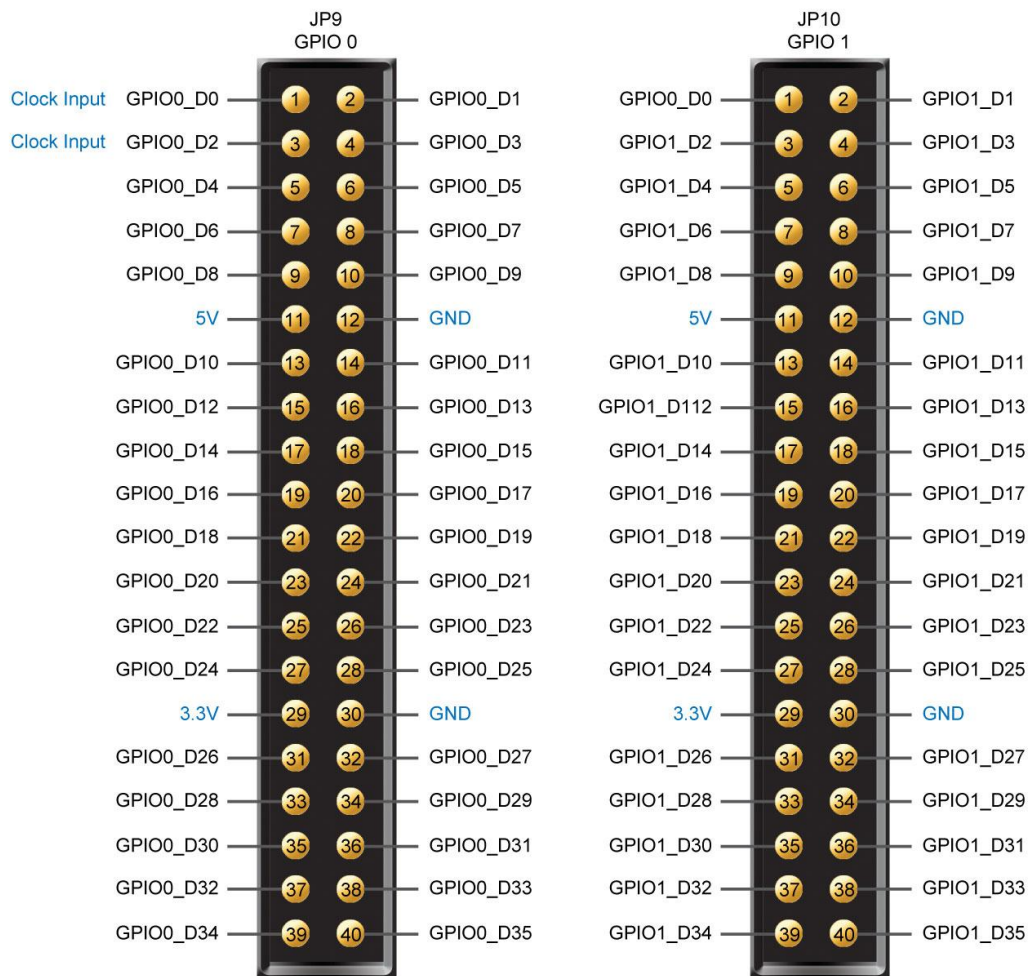 JP9 JP10
GPIO 0 GPIO 1
Clock Input GPIO0_D0 1 2 GPIO0_D1 GPIO0_D0 1 2 GPIO1_D1
Clock Input GPIO0_D2 3 4 GPIO0_D3 GPIO1_D2 3 4 GPIO1_D3
GPIO0_D4 5 6 GPIO0_D5 GPIO1_D4 5 6 GPIO1_D5
GPIO0_D6 7 8 GPIO0_D7 GPIO1_D6 7 8 GPIO1_D7
GPIO0_D8 9 10 GPIO0_D9 GPIO1_D8 9 10 GPIO1_D9
5V 11 12 GND 5V 11 12 GND
GPIO0_D10 13 14 GPIO0_D11 GPIO1_D10 13 14 GPIO1_D11
GPIO0_D12 15 16 GPIO0_D13 GPIO1_D112 15 16 GPIO1_D13
GPIO0_D14 17 18 GPIO0_D15 GPIO1_D14 17 18 GPIO1_D15
GPIO0_D16 19 20 GPIO0_D17 GPIO1_D16 19 20 GPIO1_D17
GPIO0_D18 21 22 GPIO0_D19 GPIO1_D18 21 22 GPIO1_D19
GPIO0_D20 23 24 GPIO0_D21 GPIO1_D20 23 24 GPIO1_D21
GPIO0_D22 25 26 GPIO0_D23 GPIO1_D22 25 26 GPIO1_D23
GPIO0_D24 27 28 GPIO0_D25 GPIO1_D24 27 28 GPIO1_D25
3.3V 29 30 GND 3.3V 29 30 GND
GPIO0_D26 31 32 GPIO0_D27 GPIO1_D26 31 32 GPIO1_D27
GPIO0_D28 33 34 GPIO0_D29 GPIO1_D28 33 34 GPIO1_D29
GPIO0_D30 35 36 GPIO0_D31 GPIO1_D30 35 36 GPIO1_D31
GPIO0_D32 37 38 GPIO0_D33 GPIO1_D32 37 38 GPIO1_D33
GPIO0_D34 39 40 GPIO0_D35 GPIO1_D34 39 40 GPIO1_D35